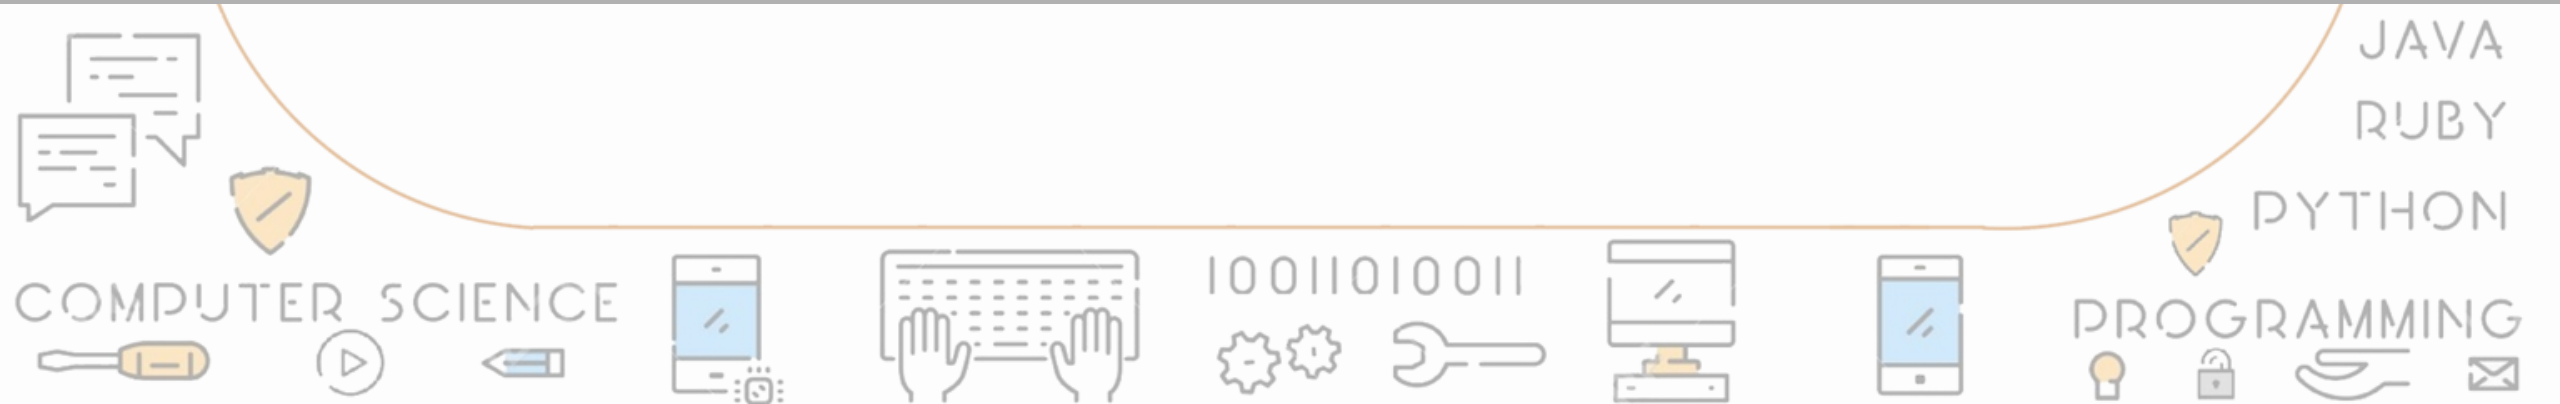 JAVA
RUBY
PYTHON
COMPUTER SCIENCE
10011010011
PROGRAMMING